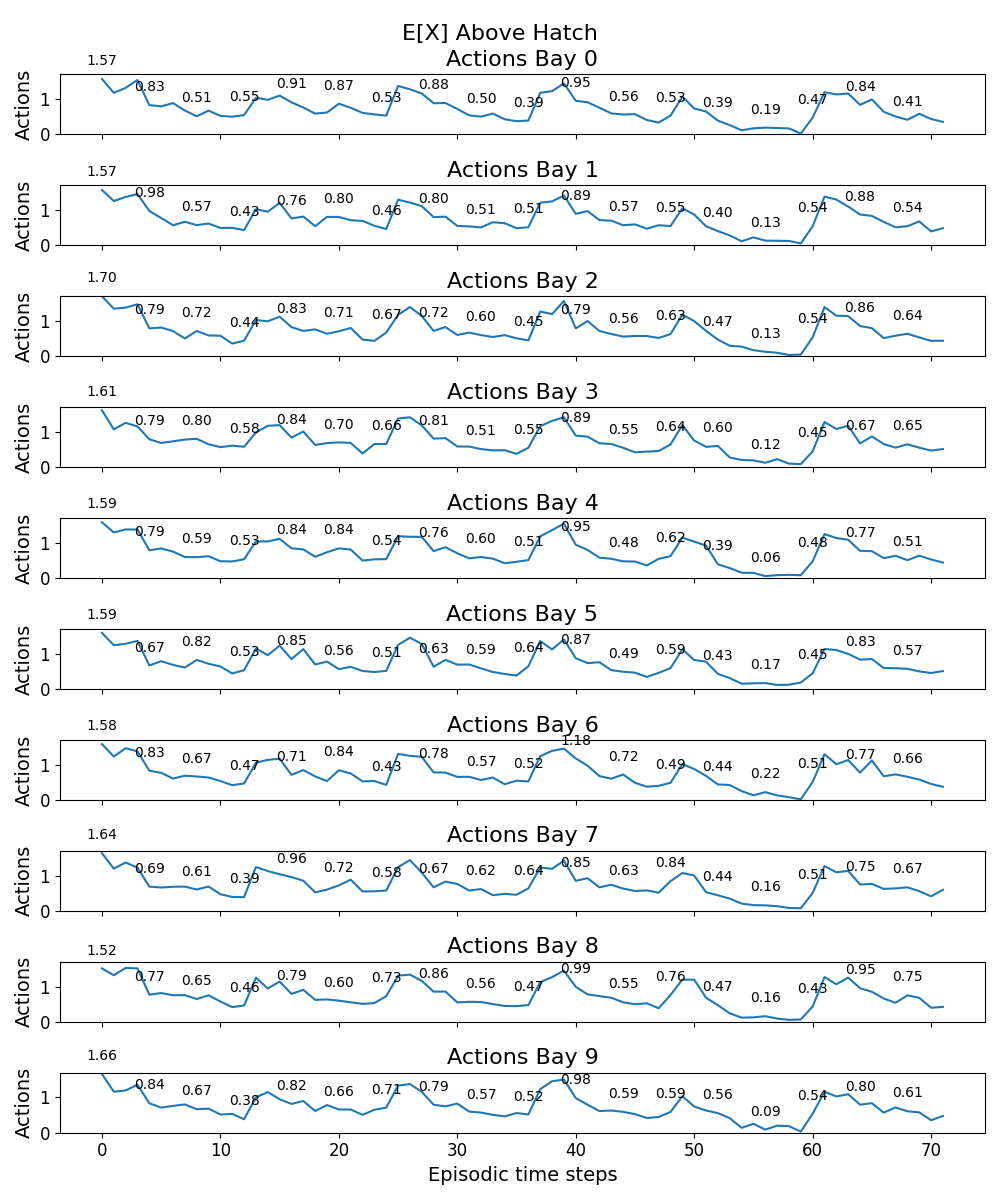 E[X] Above Hatch
Actions Bay 0
1.57 0.83 0.51 0.55 0.91 0.87 0.53 0.88 0.50 0.39 0.95 0.56 0.53 0.39 0.19 0.47 0.84 0.41
Actions
1
0
Actions Bay 1
1.57 0.98 0.57 0.43 0.76 0.80 0.46 0.80 0.51 0.51 0.89 0.57 0.55 0.40 0.13 0.54 0.88 0.54
Actions
1
0
Actions Bay 2
1.70 0.79 0.72 0.44 0.83 0.71 0.67 0.72 0.60 0.45 0.79 0.56 0.63 0.47 0.13 0.54 0.86 0.64
Actions
1
0
Actions Bay 3
1.61 0.79 0.80 0.58 0.84 0.70 0.66 0.81 0.51 0.55 0.89 0.55 0.64 0.60 0.12 0.45 0.67 0.65
Actions
1
0
Actions Bay 4
1.59 0.79 0.59 0.53 0.84 0.84 0.54 0.76 0.60 0.51 0.95 0.48 0.62 0.39 0.06 0.48 0.77 0.51
Actions
1
0
Actions Bay 5
1.59 0.67 0.82 0.53 0.85 0.56 0.51 0.63 0.59 0.64 0.87 0.49 0.59 0.43 0.17 0.45 0.83 0.57
Actions
1
0
Actions Bay 6
1.58 0.83 0.67 0.47 0.71 0.84 0.43 0.78 0.57 0.52 1.18 0.72 0.49 0.44 0.22 0.51 0.77 0.66
Actions
1
0
Actions Bay 7
1.64 0.69 0.61 0.39 0.96 0.72 0.58 0.67 0.62 0.64 0.85 0.63 0.84 0.44 0.16 0.51 0.75 0.67
Actions
1
0
Actions Bay 8
1.52 0.77 0.65 0.46 0.79 0.60 0.73 0.86 0.56 0.47 0.99 0.55 0.76 0.47 0.16 0.43 0.95 0.75
Actions
1
0
Actions Bay 9
1.66 0.84 0.67 0.38 0.82 0.66 0.71 0.79 0.57 0.52 0.98 0.59 0.59 0.56 0.09 0.54 0.80 0.61
Actions
1
0
0 10 20 30 40 50 60 70
Episodic time steps